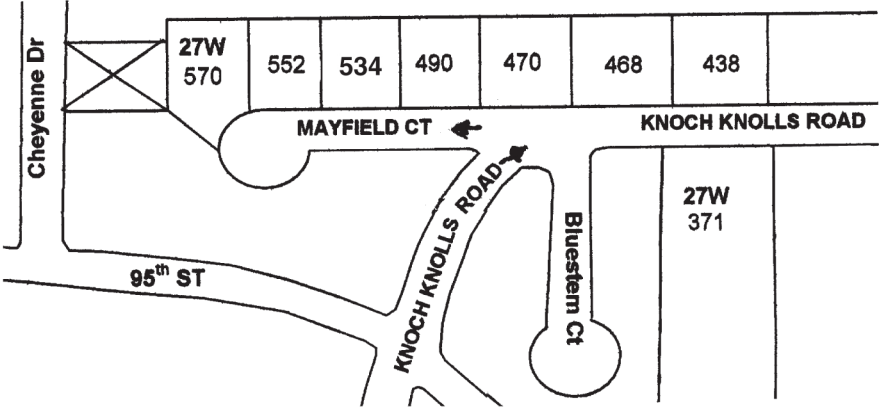 Cheyenne Dr
27W
570
552
534
490
470
468
438
MAYFIELD CT
KNOCH KNOLLS ROAD
KNOCH KNOLLS ROAD
27W
371
Bluestem Ct
95th ST